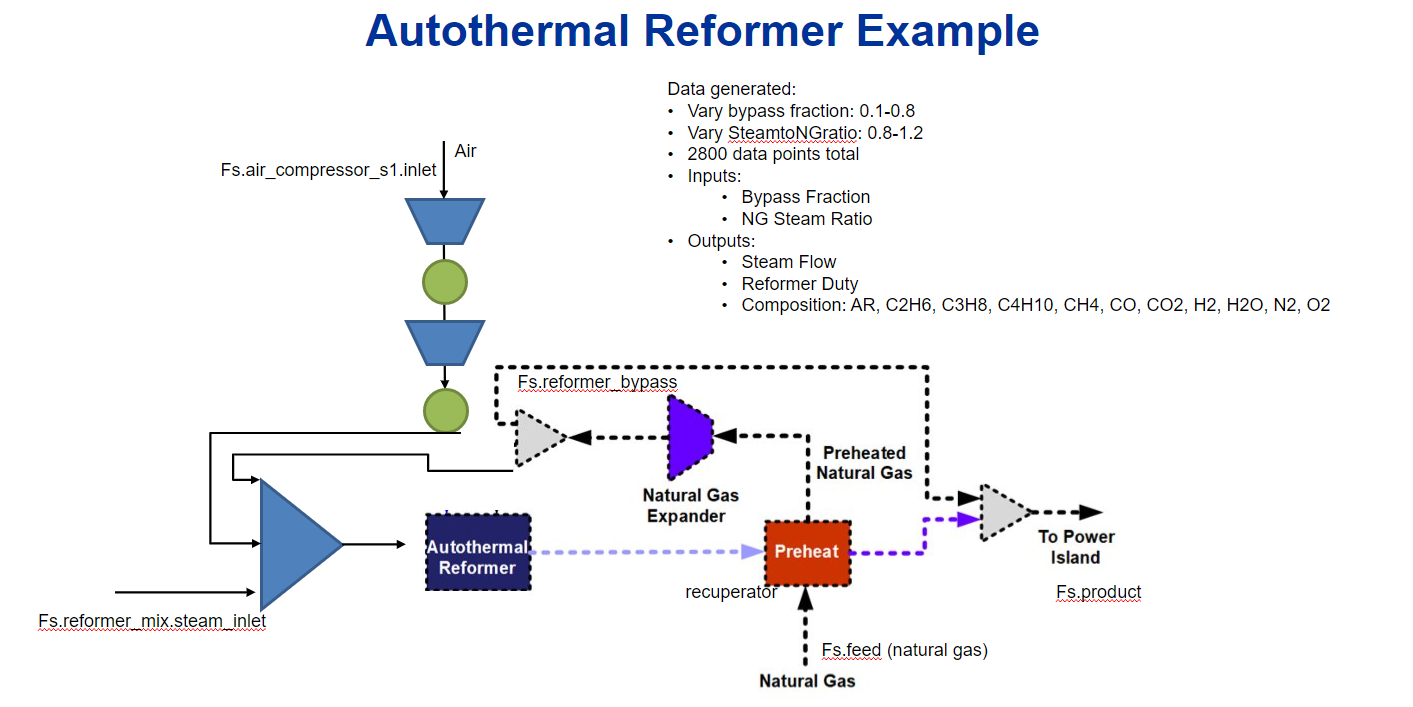 Autothermal Reformer Example
Data generated:
• Vary bypass fraction: 0.1-0.8
• Vary SteamtoNGratio: 0.8-1.2
• 2800 data points total
• Inputs:
• Bypass Fraction
• NG Steam Ratio
• Outputs:
• Steam Flow
• Reformer Duty
• Composition: AR, C2H6, C3H8, C4H10, CH4, CO, CO2, H2, H2O, N2, O2
Air
Fs.air_compressor_s1.inlet
Fs.reformer_bypass
Preheated
Natural Gas
Natural Gas
Expander
Autothermal
Reformer
Preheat
recuperator
To Power
Island
Fs.product
Fs.reformer_mix.steam_inlet
Fs.feed (natural gas)
Natural Gas